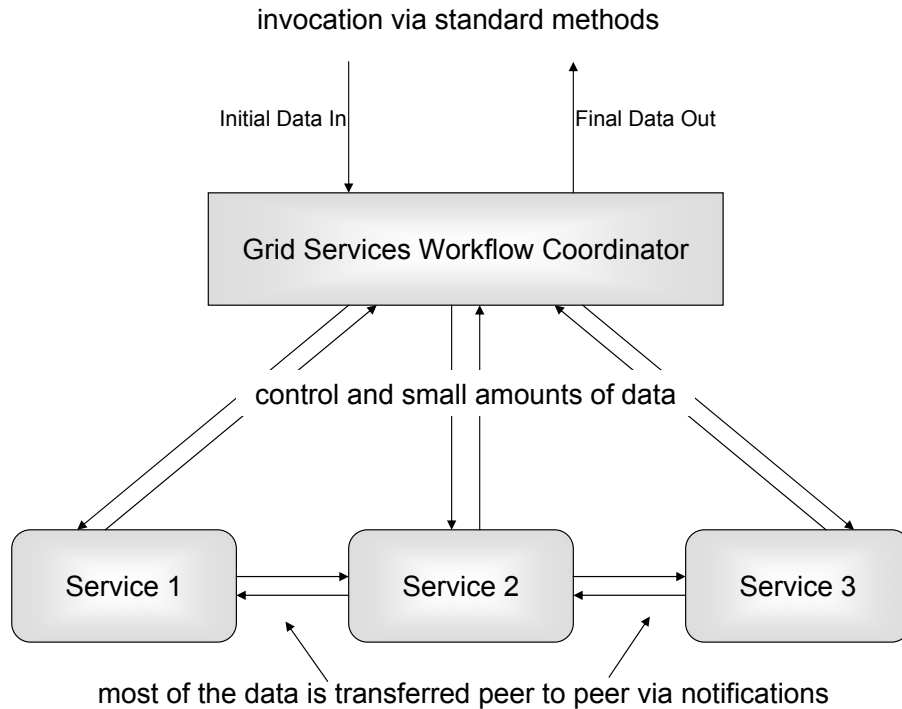 invocation via standard methods
Initial Data In
Final Data Out
Grid Services Workflow Coordinator
control and small amounts of data
Service 1
Service 2
Service 3
most of the data is transferred peer to peer via notifications